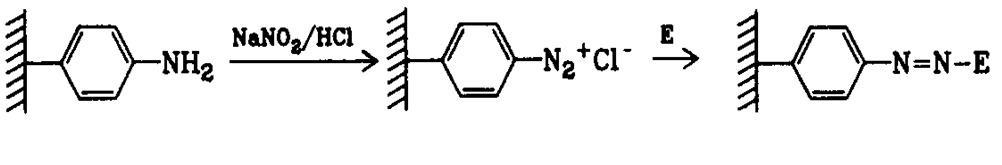 NH₂ NaNO₂/HCl N₂⁺Cl⁻ E N=N-E